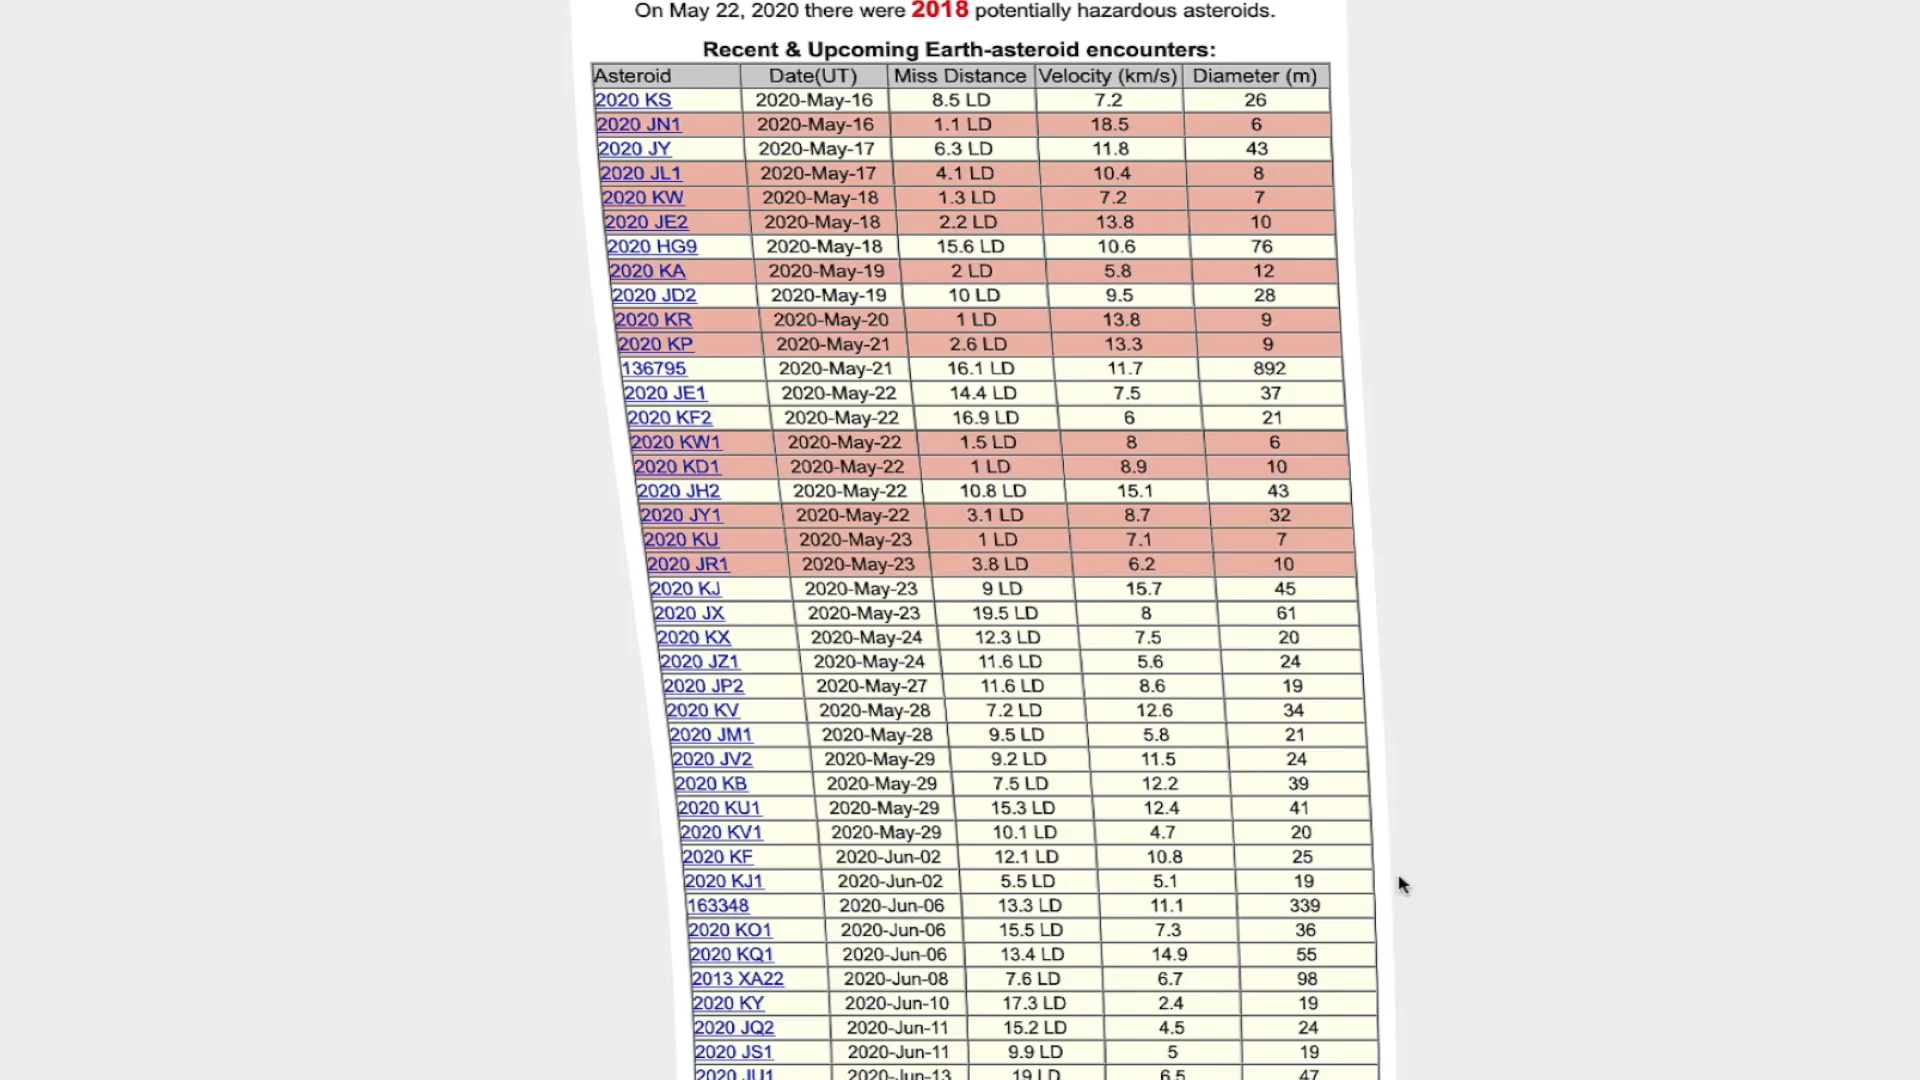 On May 22, 2020 there were 2018 potentially hazardous asteroids.
Recent & Upcoming Earth-asteroid encounters:
Asteroid Date(UT) Miss Distance Velocity (km/s) Diameter (m)
2020 KS 2020-May-16 8.5 LD 7.2 26
2020 JN1 2020-May-16 1.1 LD 18.5 6
2020 JY 2020-May-17 6.3 LD 11.8 43
2020 JL1 2020-May-17 4.1 LD 10.4 8
2020 KW 2020-May-18 1.3 LD 7.2 7
2020 JE2 2020-May-18 2.2 LD 13.8 10
2020 HG9 2020-May-18 15.6 LD 10.6 76
2020 KA 2020-May-19 2 LD 5.8 12
2020 JD2 2020-May-19 10 LD 9.5 28
2020 KR 2020-May-20 1 LD 13.8 9
2020 KP 2020-May-21 2.6 LD 13.3 9
136795 2020-May-21 16.1 LD 11.7 892
2020 JE1 2020-May-22 14.4 LD 7.5 37
2020 KF2 2020-May-22 16.9 LD 6 21
2020 KW1 2020-May-22 1.5 LD 8 6
2020 KD1 2020-May-22 1 LD 8.9 10
2020 JH2 2020-May-22 10.8 LD 15.1 43
2020 JY1 2020-May-22 3.1 LD 8.7 32
2020 KU 2020-May-23 1 LD 7.1 7
2020 JR1 2020-May-23 3.8 LD 6.2 10
2020 KJ 2020-May-23 9 LD 15.7 45
2020 JX 2020-May-23 19.5 LD 8 61
2020 KX 2020-May-24 12.3 LD 7.5 20
2020 JZ1 2020-May-24 11.6 LD 5.6 24
2020 JP2 2020-May-27 11.6 LD 8.6 19
2020 KV 2020-May-28 7.2 LD 12.6 34
2020 JM1 2020-May-28 9.5 LD 5.8 21
2020 JV2 2020-May-29 9.2 LD 11.5 24
2020 KB 2020-May-29 7.5 LD 12.2 39
2020 KU1 2020-May-29 15.3 LD 12.4 41
2020 KV1 2020-May-29 10.1 LD 4.7 20
2020 KF 2020-Jun-02 12.1 LD 10.8 25
2020 KJ1 2020-Jun-02 5.5 LD 5.1 19
163348 2020-Jun-06 13.3 LD 11.1 339
2020 KO1 2020-Jun-06 15.5 LD 7.3 36
2020 KQ1 2020-Jun-06 13.4 LD 14.9 55
2013 XA22 2020-Jun-08 7.6 LD 6.7 98
2020 KY 2020-Jun-10 17.3 LD 2.4 19
2020 JQ2 2020-Jun-11 15.2 LD 4.5 24
2020 JS1 2020-Jun-11 9.9 LD 5 19
2020 JU1 2020-Jun-13 19 LD 6.5 47